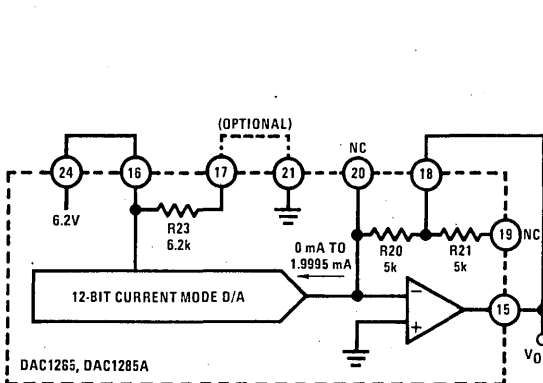 (OPTIONAL)
NC
24
16
17
21
20
18
6.2V
R23
6.2k
19
NC
0 mA TO
1.9995 mA
R20
5k
R21
5k
12-BIT CURRENT MODE D/A
−
+
15
VO
DAC1265, DAC1285A